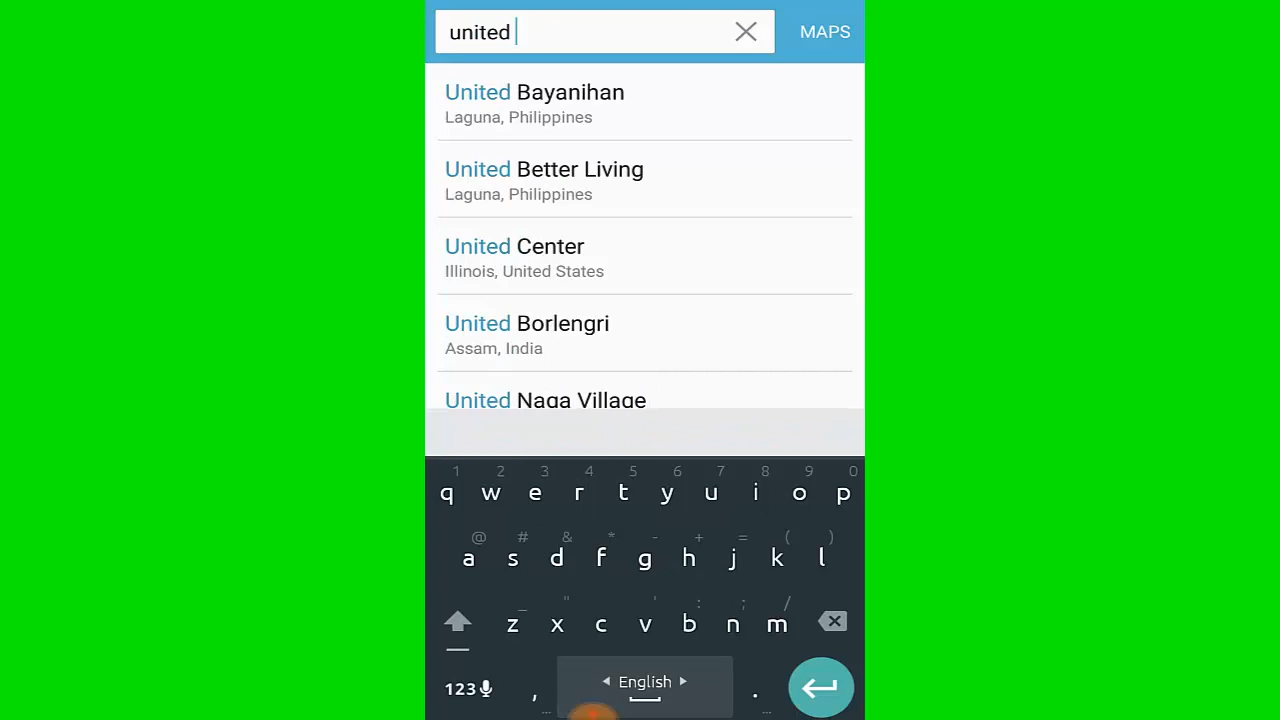 united
MAPS
United Bayanihan
Laguna, Philippines
United Better Living
Laguna, Philippines
United Center
Illinois, United States
United Borlengri
Assam, India
United Naga Village
1 2 3 4 5 6 7 8 9 0
q w e r t y u i o p
@ # & * - + = ( )
a s d f g h j k l
_ " ' : ; /
z x c v b n m
123 , English .